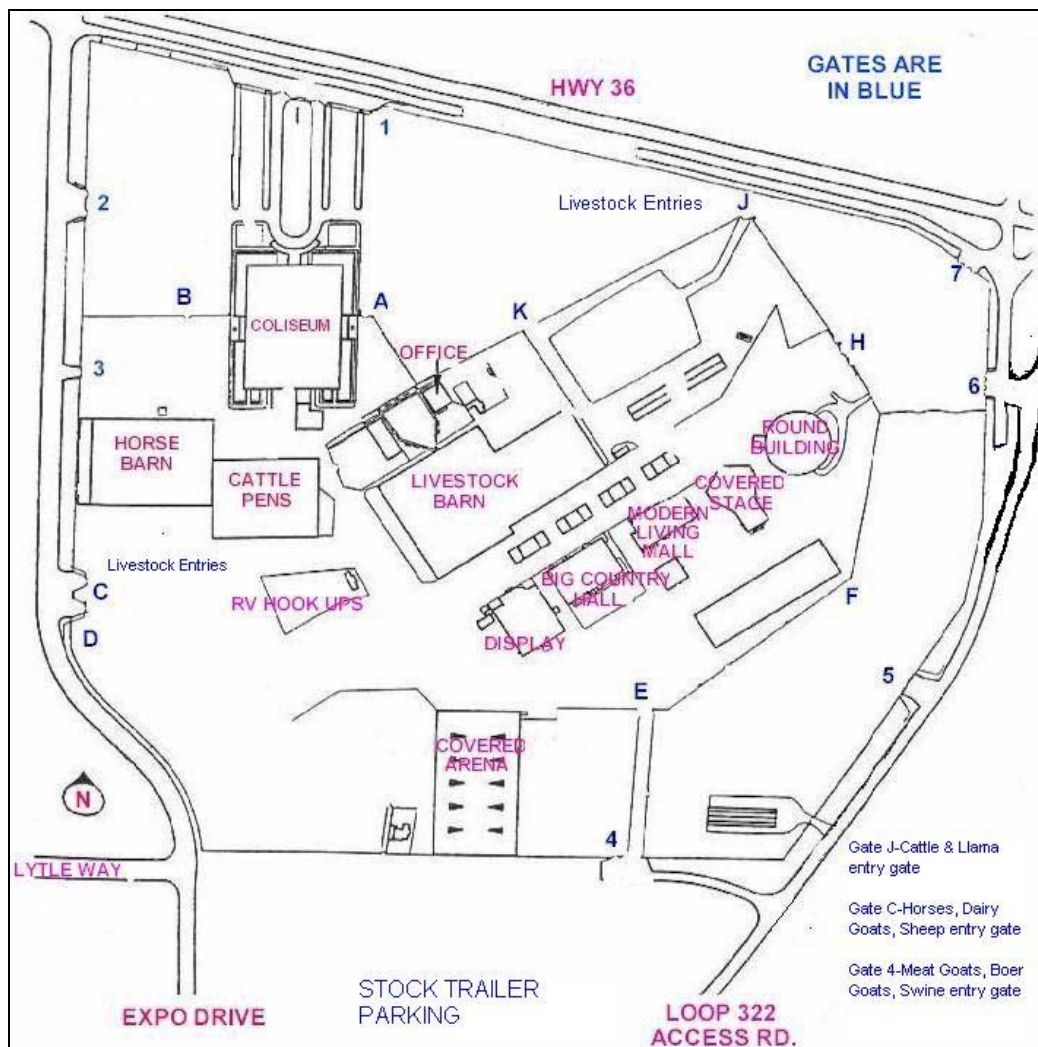 GATES ARE
IN BLUE
HWY 36
1
2
Livestock Entries
J
7
B
A
K
COLISEUM
OFFICE
H
3
6
HORSE
BARN
ROUND
BUILDING
CATTLE
PENS
LIVESTOCK
BARN
COVERED
STAGE
MODERN
LIVING
MALL
Livestock Entries
C
RV HOOK UPS
BIG COUNTRY
HALL
F
D
DISPLAY
5
E
COVERED
ARENA
N
4
LYTLE WAY
Gate J-Cattle & Llama
entry gate
Gate C-Horses, Dairy
Goats, Sheep entry gate
Gate 4-Meat Goats, Boer
Goats, Swine entry gate
STOCK TRAILER
PARKING
EXPO DRIVE
LOOP 322
ACCESS RD.